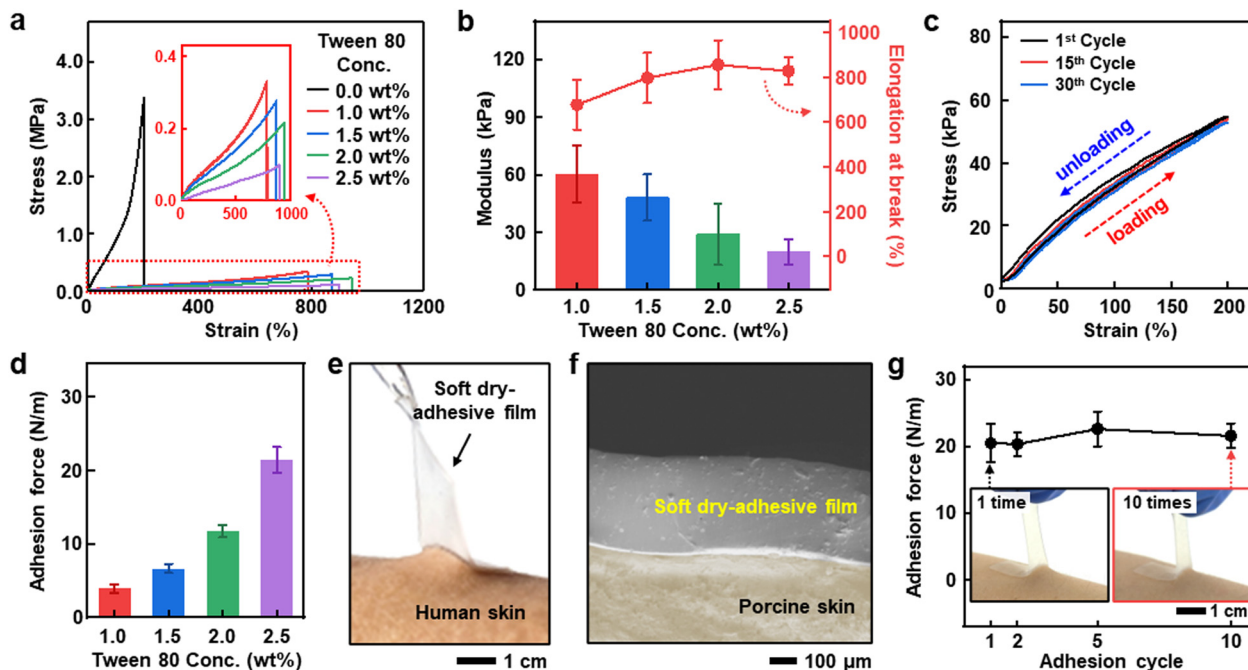 a
Stress (MPa)
4.0
3.0
2.0
1.0
0.0
0
400
800
1200
Strain (%)
0.4
0.2
0.0
0
500
1000
Tween 80
Conc.
0.0 wt%
1.0 wt%
1.5 wt%
2.0 wt%
2.5 wt%
b
Modulus (kPa)
120
90
60
30
0
1.0
1.5
2.0
2.5
Tween 80 Conc. (wt%)
1000
800
600
400
200
0
Elongation at break (%)
c
Stress (kPa)
80
60
40
20
0
0
50
100
150
200
Strain (%)
1st Cycle
15th Cycle
30th Cycle
unloading
loading
d
Adhesion force (N/m)
30
20
10
0
1.0
1.5
2.0
2.5
Tween 80 Conc. (wt%)
e
Soft dry-
adhesive film
Human skin
1 cm
f
Soft dry-adhesive film
Porcine skin
100 µm
g
Adhesion force (N/m)
30
20
10
0
1 time
10 times
1 cm
1
2
5
10
Adhesion cycle